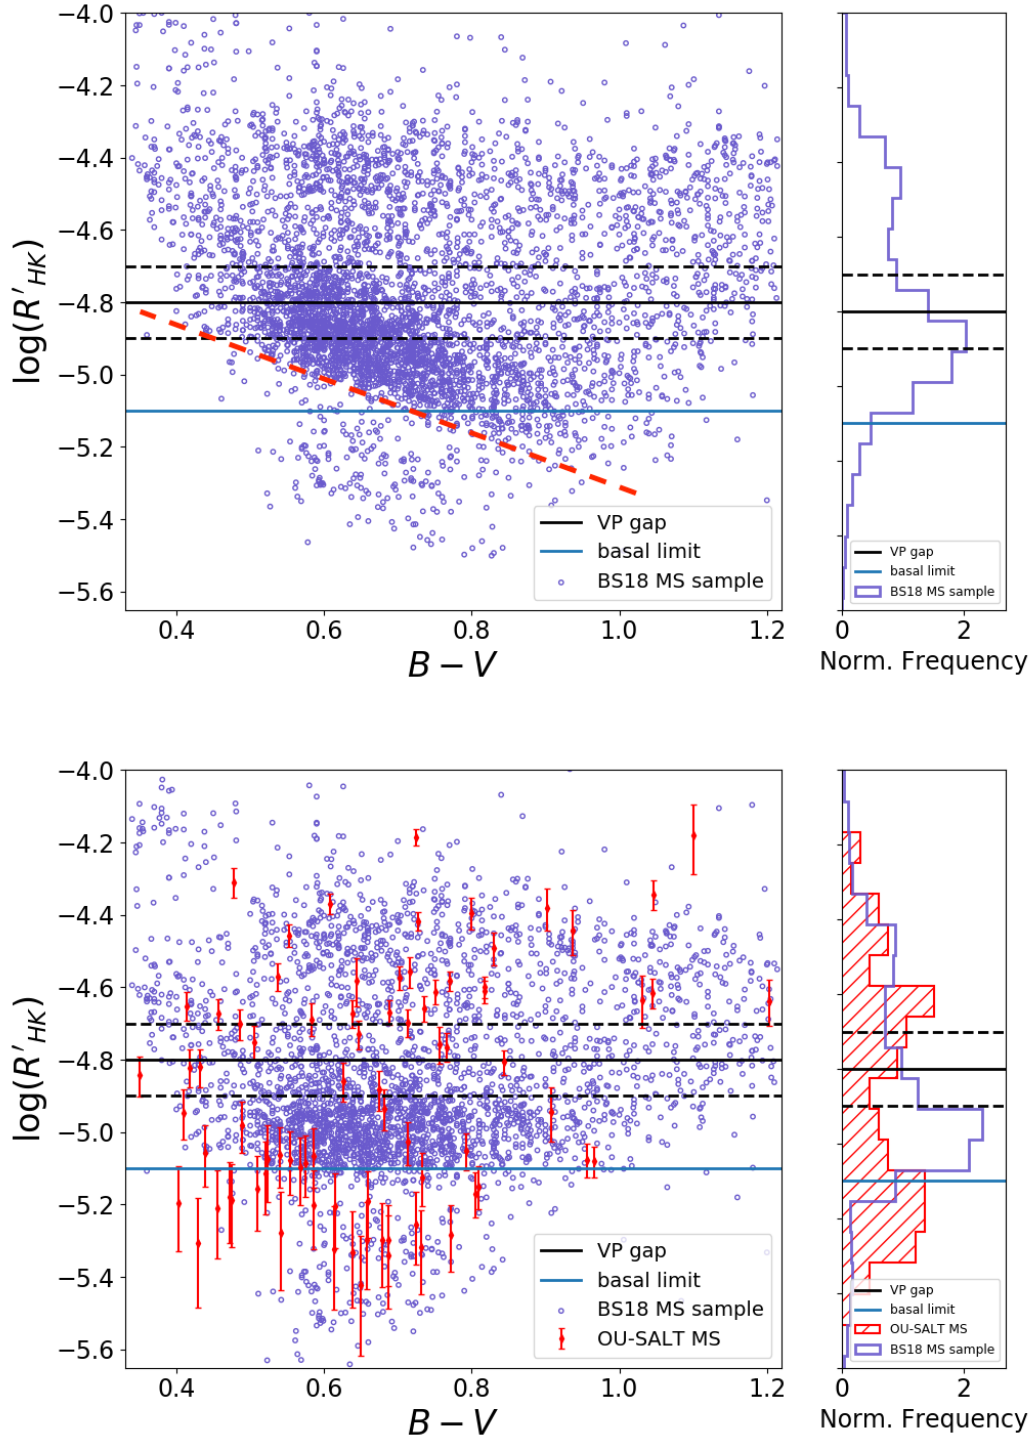 −4.0
−4.2
−4.4
−4.6
−4.8
−5.0
−5.2
−5.4
−5.6
log(R′HK)
0.4 0.6 0.8 1.0 1.2
B − V
VP gap
basal limit
BS18 MS sample
VP gap
basal limit
BS18 MS sample
0 2
Norm. Frequency
−4.0
−4.2
−4.4
−4.6
−4.8
−5.0
−5.2
−5.4
−5.6
log(R′HK)
0.4 0.6 0.8 1.0 1.2
B − V
VP gap
basal limit
BS18 MS sample
OU-SALT MS
VP gap
basal limit
OU-SALT MS
BS18 MS sample
0 2
Norm. Frequency